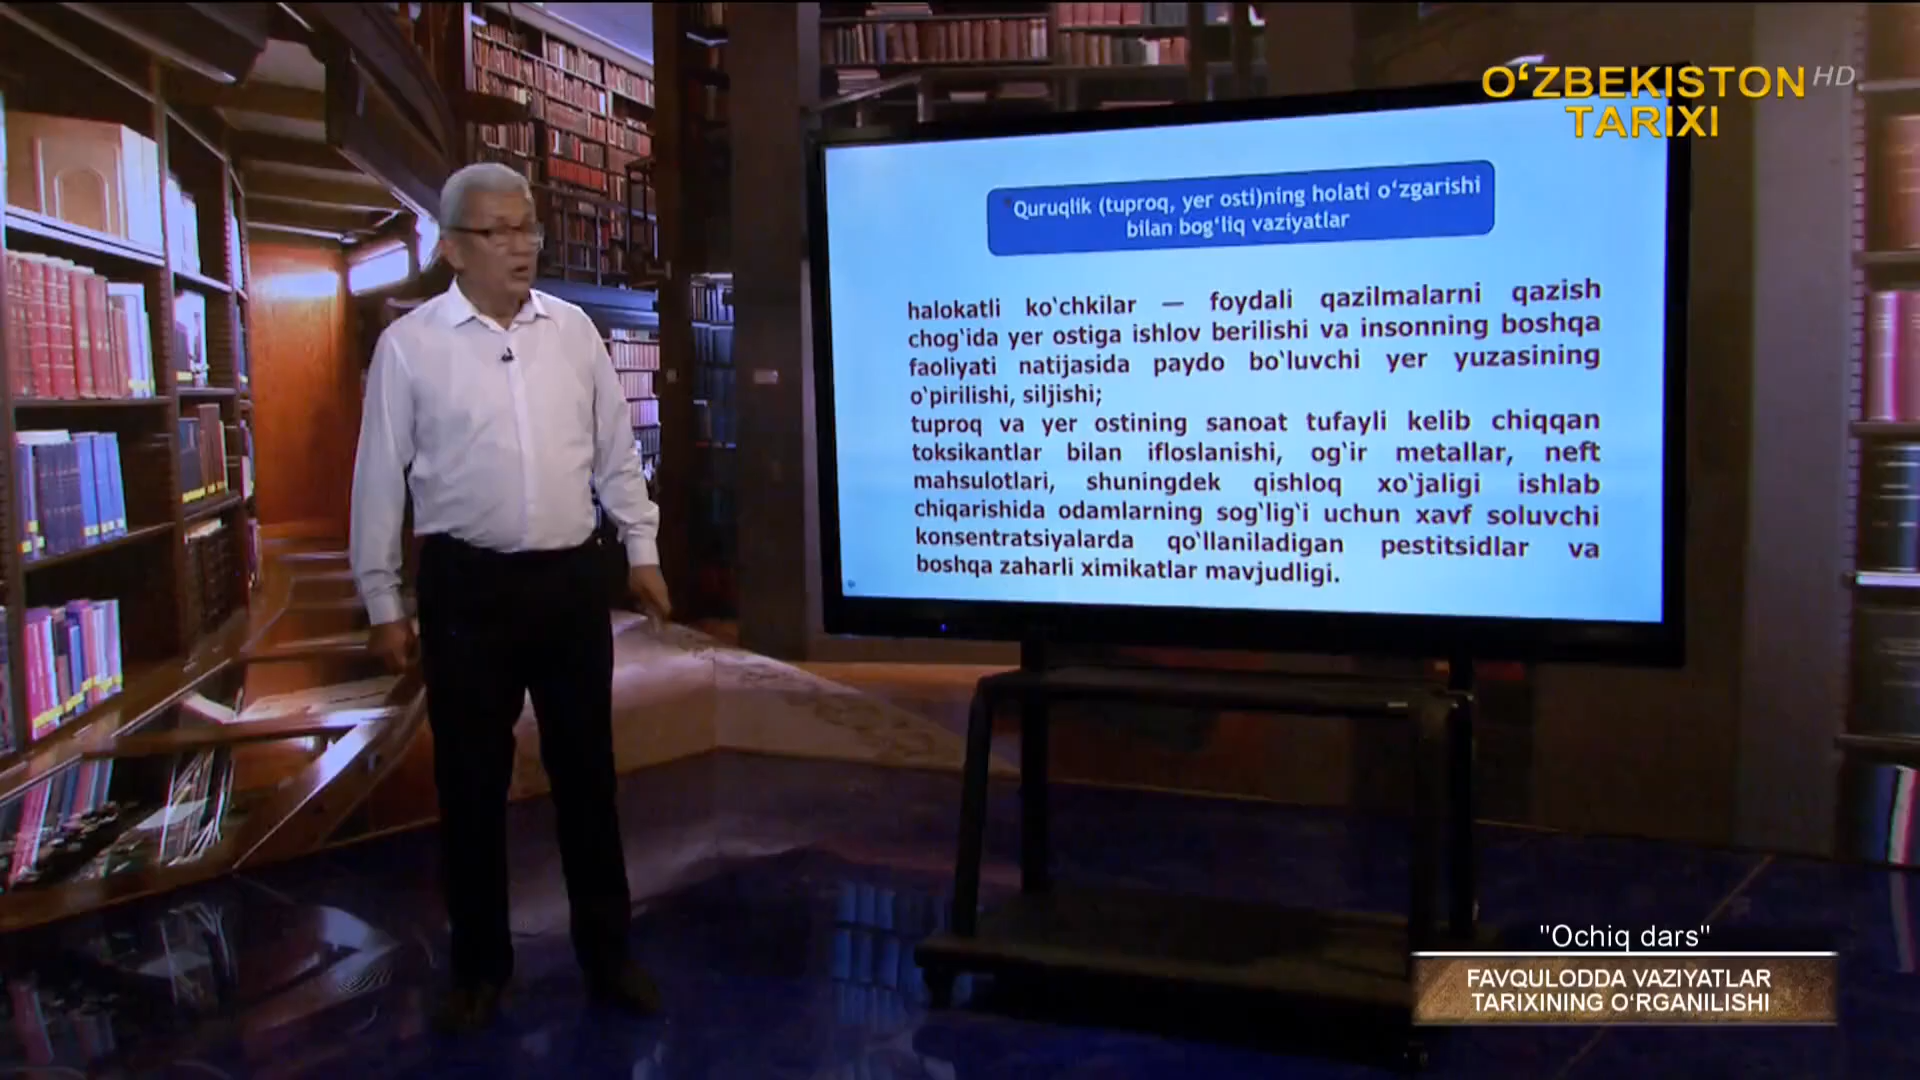 O‘ZBEKISTON HD
TARIXI
Quruqlik (tuproq, yer osti)ning holati o‘zgarishi
bilan bog‘liq vaziyatlar
halokatli ko‘chkilar — foydali qazilmalarni qazish
chog‘ida yer ostiga ishlov berilishi va insonning boshqa
faoliyati natijasida paydo bo‘luvchi yer yuzasining
o‘pirilishi, siljishi;
tuproq va yer ostining sanoat tufayli kelib chiqqan
toksikantlar bilan ifloslanishi, og‘ir metallar, neft
mahsulotlari, shuningdek qishloq xo‘jaligi ishlab
chiqarishida odamlarning sog‘lig‘i uchun xavf soluvchi
konsentratsiyalarda qo‘llaniladigan pestitsidlar va
boshqa zaharli ximikatlar mavjudligi.
"Ochiq dars"
FAVQULODDA VAZIYATLAR
TARIXINING O‘RGANILISHI